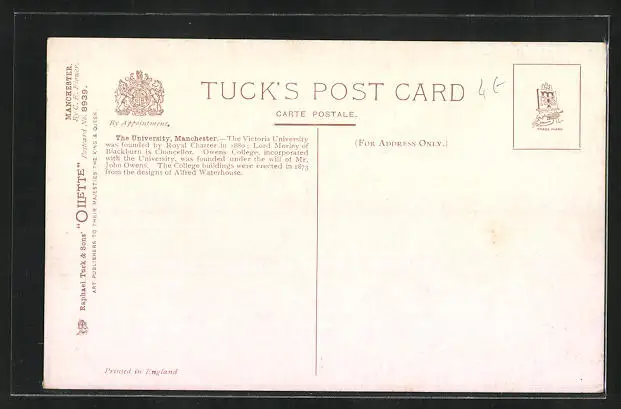 TUCK'S POST CARD
CARTE POSTALE.
4€
By Appointment.
TRADE MARK
The University, Manchester.—The Victoria University
was founded by Royal Charter in 1880; Lord Morley of
Blackburn is Chancellor. Owens College, incorporated
with the University, was founded under the will of Mr.
John Owens. The College buildings were erected in 1873
from the designs of Alfred Waterhouse.
(FOR ADDRESS ONLY.)
MANCHESTER.
By C. E. Flower.
Raphael Tuck & Sons' "OILETTE" Postcard No. 8939.
ART PUBLISHERS TO THEIR MAJESTIES THE KING & QUEEN.
Printed in England